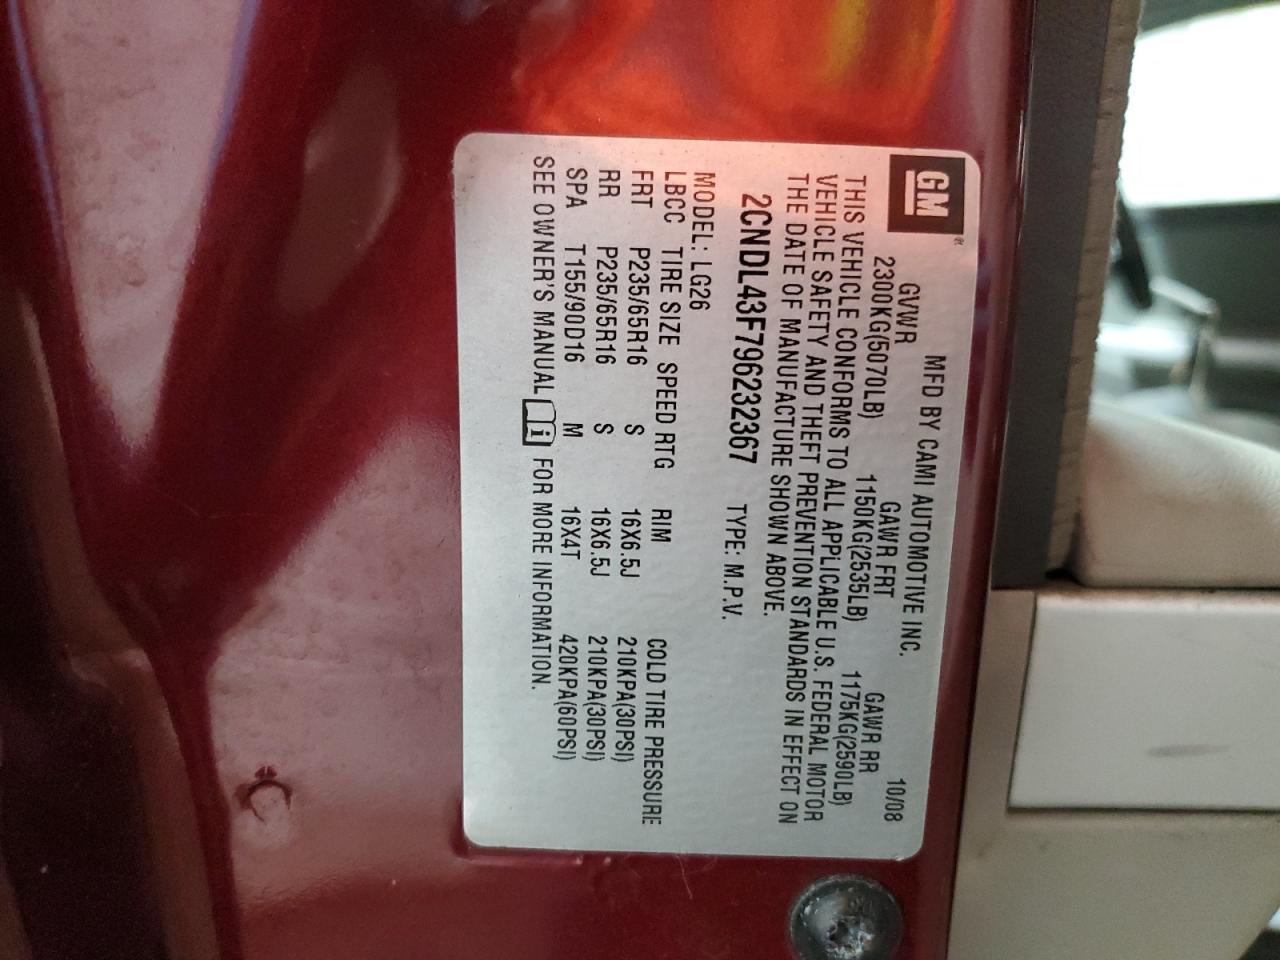 GM
MFD BY CAMI AUTOMOTIVE INC. 10/08
GVWR GAWR FRT GAWR RR
2300KG(5070LB) 1150KG(2535LB) 1175KG(2590LB)
THIS VEHICLE CONFORMS TO ALL APPLICABLE U.S. FEDERAL MOTOR
VEHICLE SAFETY AND THEFT PREVENTION STANDARDS IN EFFECT ON
THE DATE OF MANUFACTURE SHOWN ABOVE.
2CNDL43F796232367 TYPE: M.P.V.
MODEL: LG26
LBCC TIRE SIZE SPEED RTG RIM COLD TIRE PRESSURE
FRT P235/65R16 S 16X6.5J 210KPA(30PSI)
RR P235/65R16 S 16X6.5J 210KPA(30PSI)
SPA T155/90D16 M 16X4T 420KPA(60PSI)
SEE OWNER'S MANUAL i FOR MORE INFORMATION.